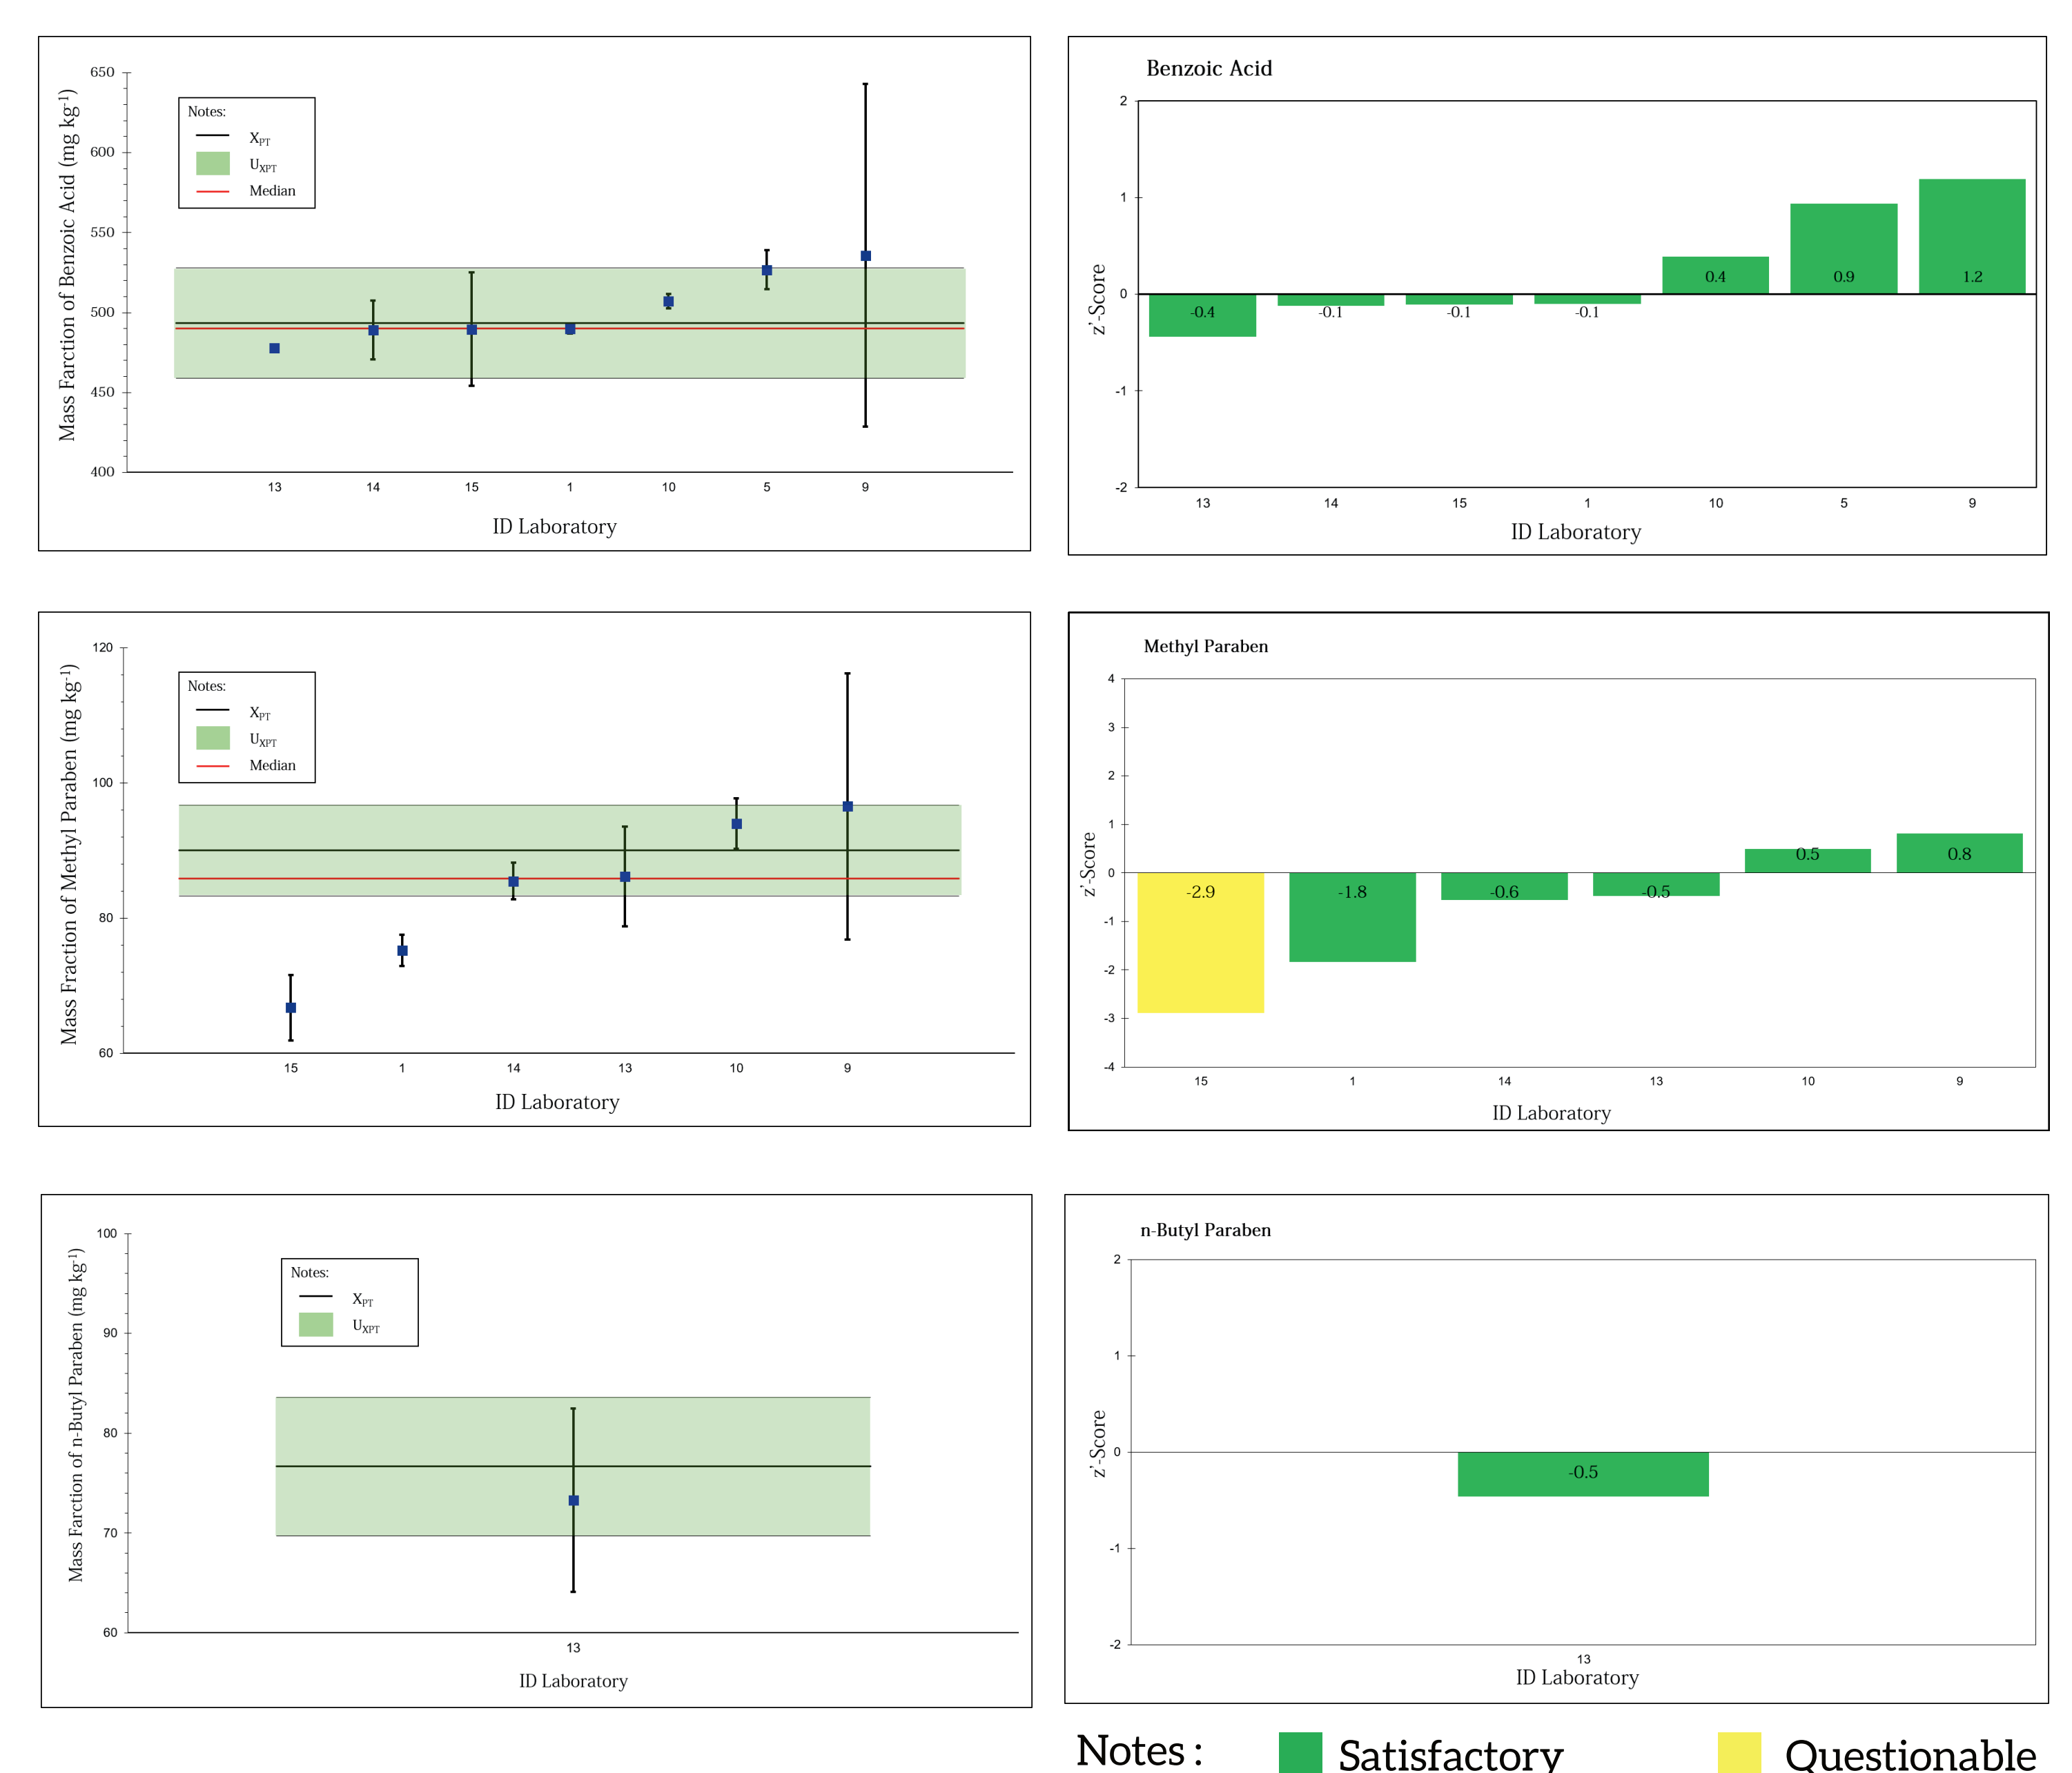 Mass Farction of Benzoic Acid (mg kg-1)
650
600
550
500
450
400
Notes:
XPT
UXPT
Median
13 14 15 1 10 5 9
ID Laboratory
Benzoic Acid
z'-Score
2
1
0
-1
-2
-0.4 -0.1 -0.1 -0.1 0.4 0.9 1.2
13 14 15 1 10 5 9
ID Laboratory
Mass Fraction of Methyl Paraben (mg kg-1)
120
100
80
60
Notes:
XPT
UXPT
Median
15 1 14 13 10 9
ID Laboratory
Methyl Paraben
z'-Score
4
3
2
1
0
-1
-2
-3
-4
-2.9 -1.8 -0.6 -0.5 0.5 0.8
15 1 14 13 10 9
ID Laboratory
Mass Farction of n-Butyl Paraben (mg kg-1)
100
90
80
70
60
Notes:
XPT
UXPT
13
ID Laboratory
n-Butyl Paraben
z'-Score
2
1
0
-1
-2
-0.5
13
ID Laboratory
Notes : Satisfactory Questionable